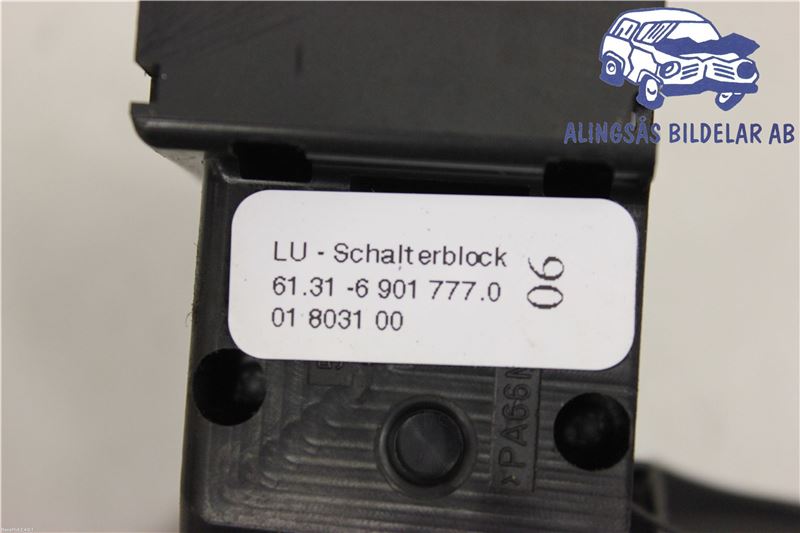 ALINGSÅS BILDELAR AB
LU - Schalterblock
61.31 -6 901 777.0
01 8031 00
06
>PA66